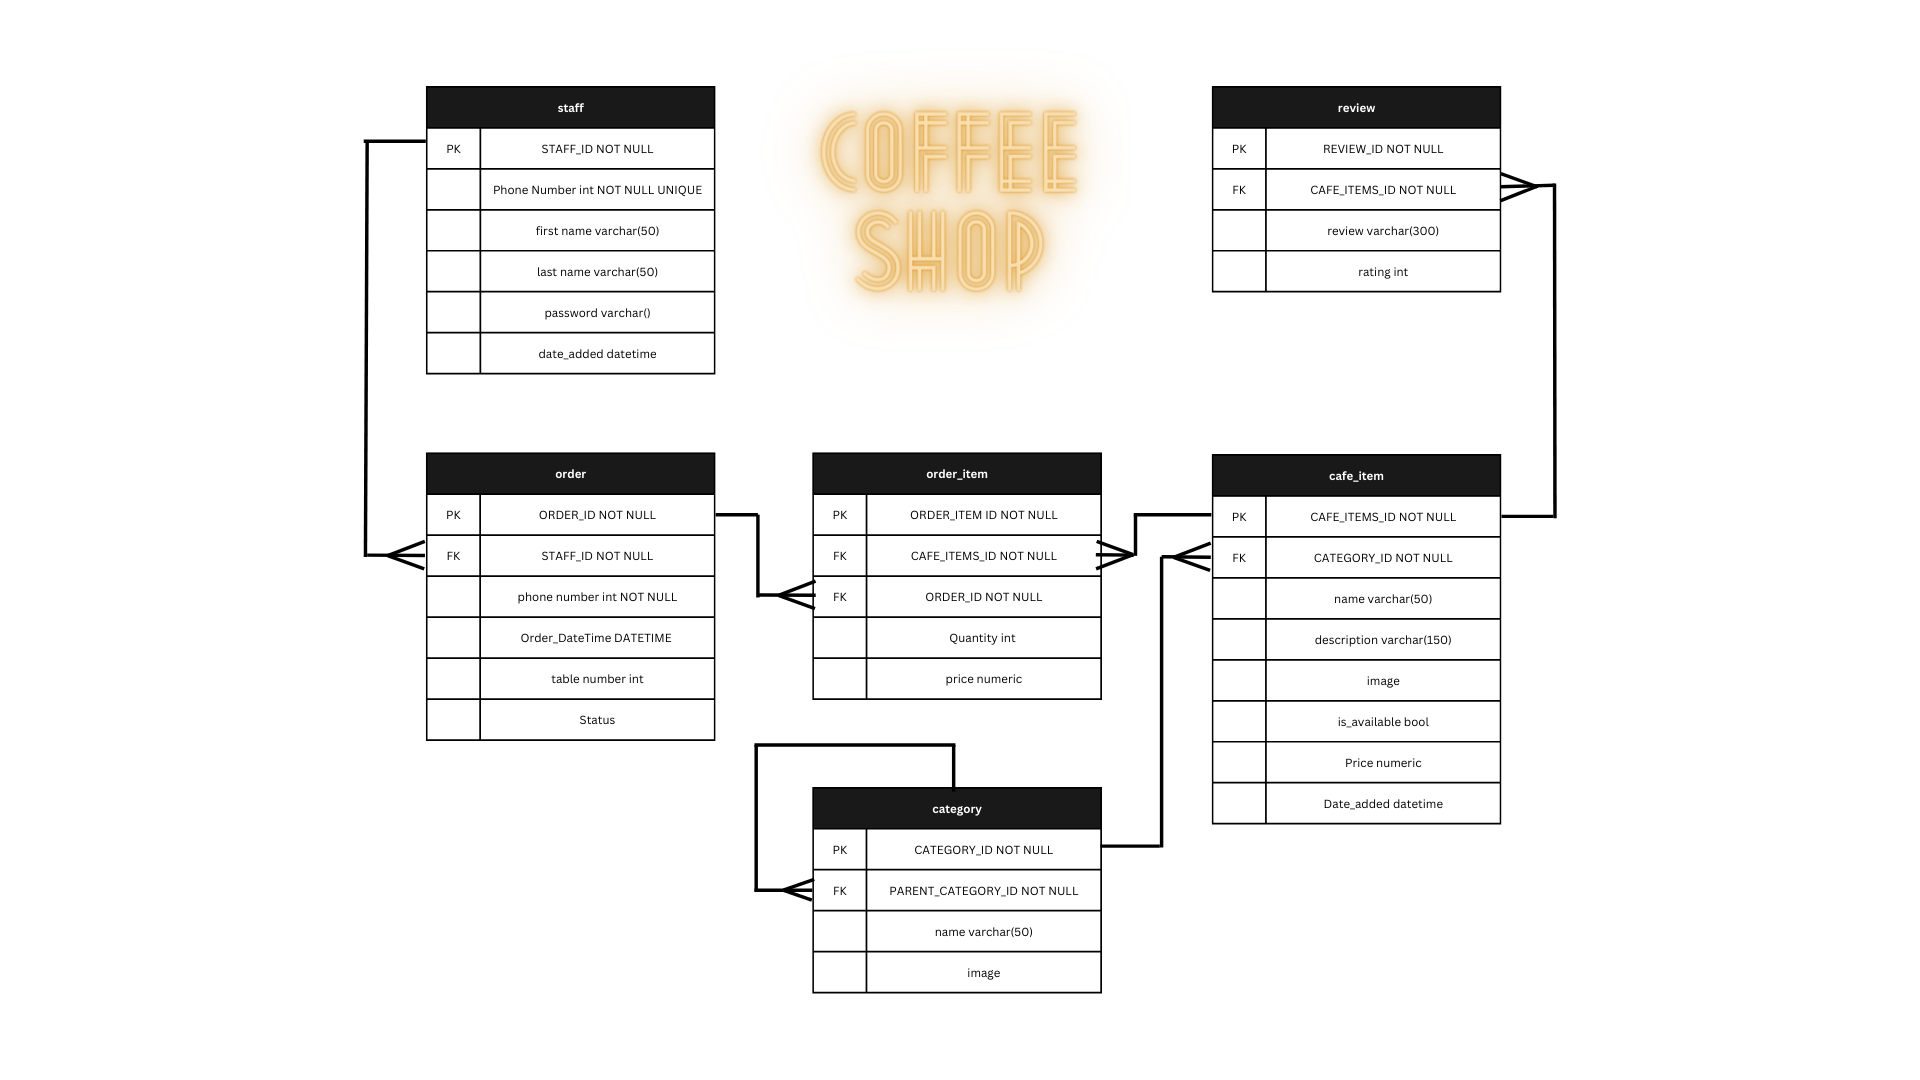 COFFEE
SHOP
staff
PK STAFF_ID NOT NULL
Phone Number int NOT NULL UNIQUE
first name varchar(50)
last name varchar(50)
password varchar()
date_added datetime
review
PK REVIEW_ID NOT NULL
FK CAFE_ITEMS_ID NOT NULL
review varchar(300)
rating int
order
PK ORDER_ID NOT NULL
FK STAFF_ID NOT NULL
phone number int NOT NULL
Order_DateTime DATETIME
table number int
Status
order_item
PK ORDER_ITEM ID NOT NULL
FK CAFE_ITEMS_ID NOT NULL
FK ORDER_ID NOT NULL
Quantity int
price numeric
cafe_item
PK CAFE_ITEMS_ID NOT NULL
FK CATEGORY_ID NOT NULL
name varchar(50)
description varchar(150)
image
is_available bool
Price numeric
Date_added datetime
category
PK CATEGORY_ID NOT NULL
FK PARENT_CATEGORY_ID NOT NULL
name varchar(50)
image